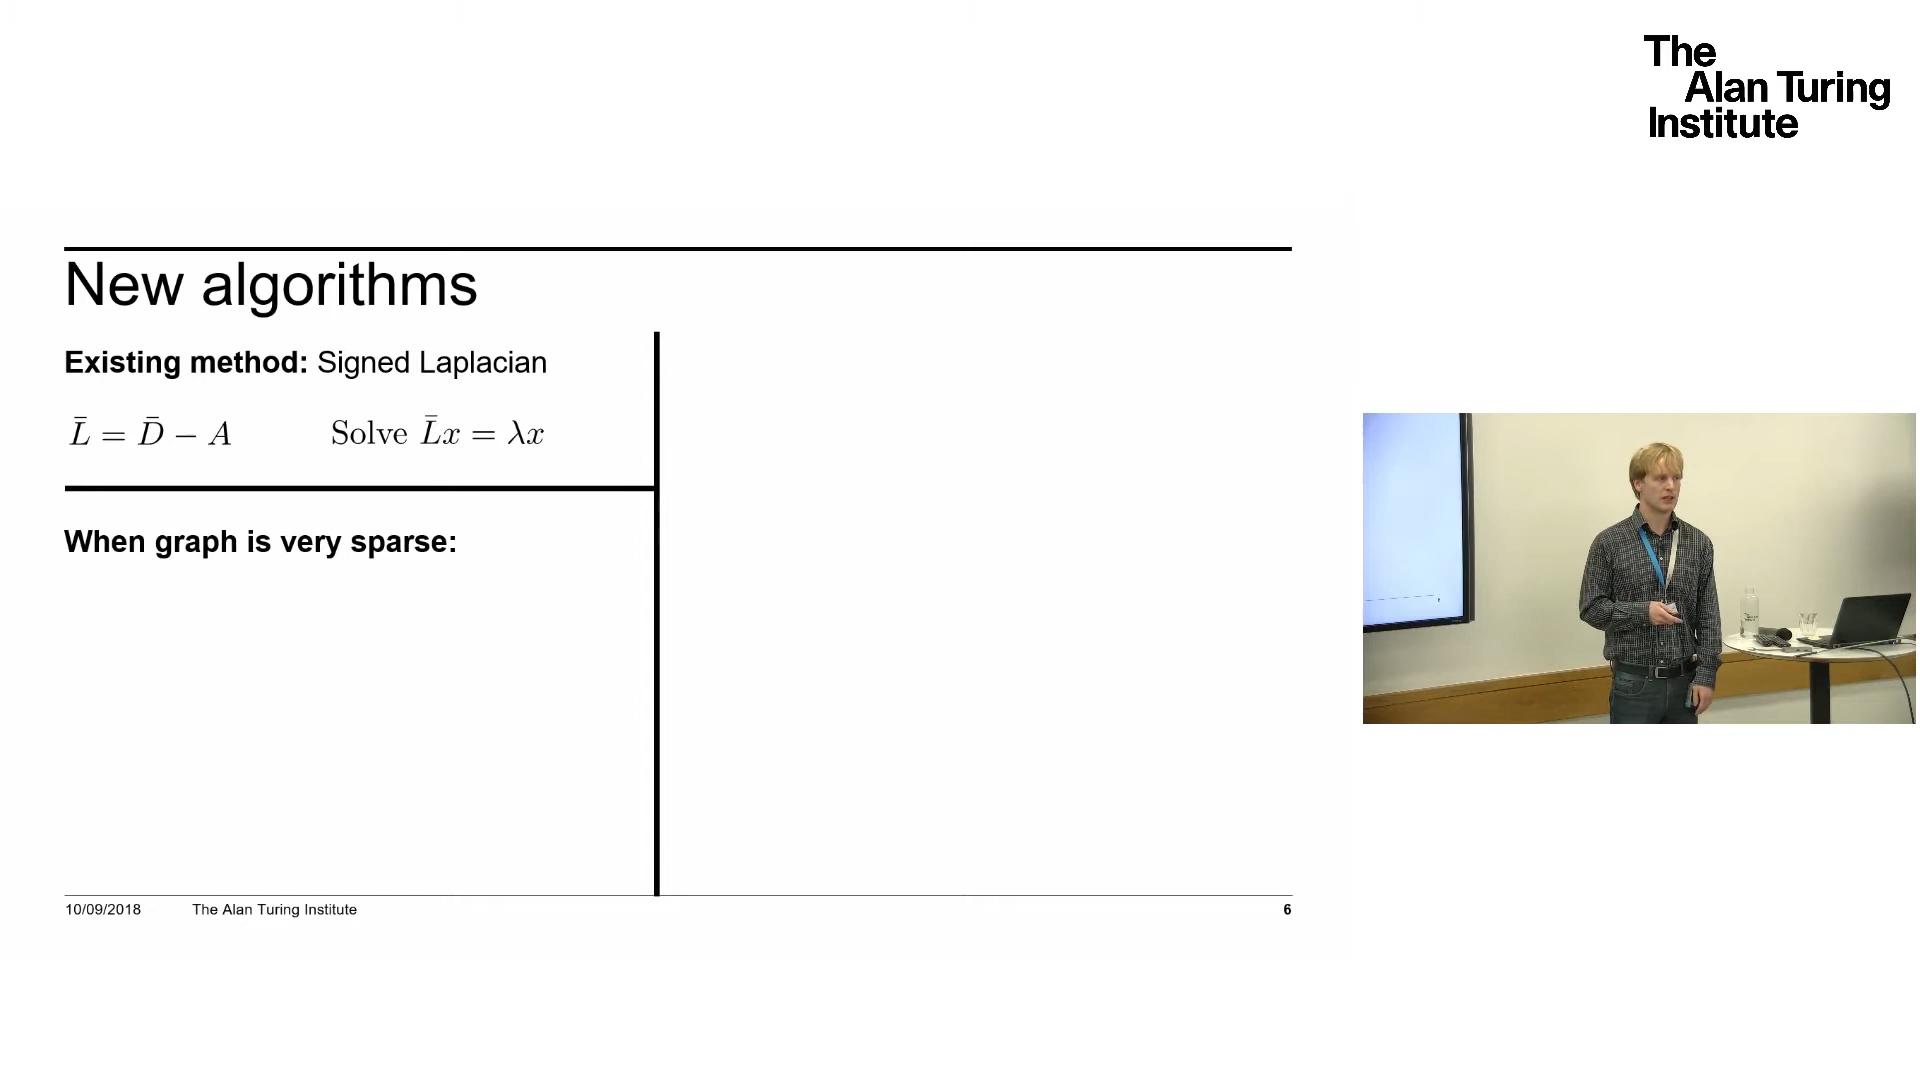 The
Alan Turing
Institute
New algorithms
Existing method: Signed Laplacian
L̄ = D̄ − A Solve L̄x = λx
When graph is very sparse:
10/09/2018 The Alan Turing Institute 6